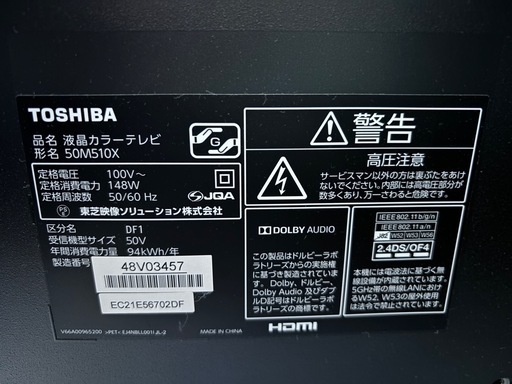 TOSHIBA
品名 液晶カラーテレビ
形名 50M510X
G
定格電圧 100V～
定格消費電力 148W
定格周波数 50/60 Hz
S JQA
東芝映像ソリューション株式会社
区分名 DF1
受信機型サイズ 50V
年間消費電力量 94kWh/年
製造番号
48V03457
EC21E56702DF
V66A00965200
MADE IN CHINA
警告
高圧注意
サービスマン以外の方は裏ぶたをあけ
ないでください。内部には高電圧部分が
数多くあり、万一さわると危険です。
DOLBY AUDIO
この製品はドルビーラボ
ラトリーズからの実施権
に基づき製造されていま
す。Dolby、ドルビー、
Dolby Audio 及びダブ
ルD記号はドルビーラボ
ラトリーズの商標です。
HDMI
IEEE802.11b/g/n
IEEE802.11a/n
J52 W52 W53 W56
2.4DS/OF4
本機には電波法に基づく無
線設備が内蔵されています。
5GHz帯の無線LANにおけ
るW52、W53の屋外使用
は法令で禁止されています。